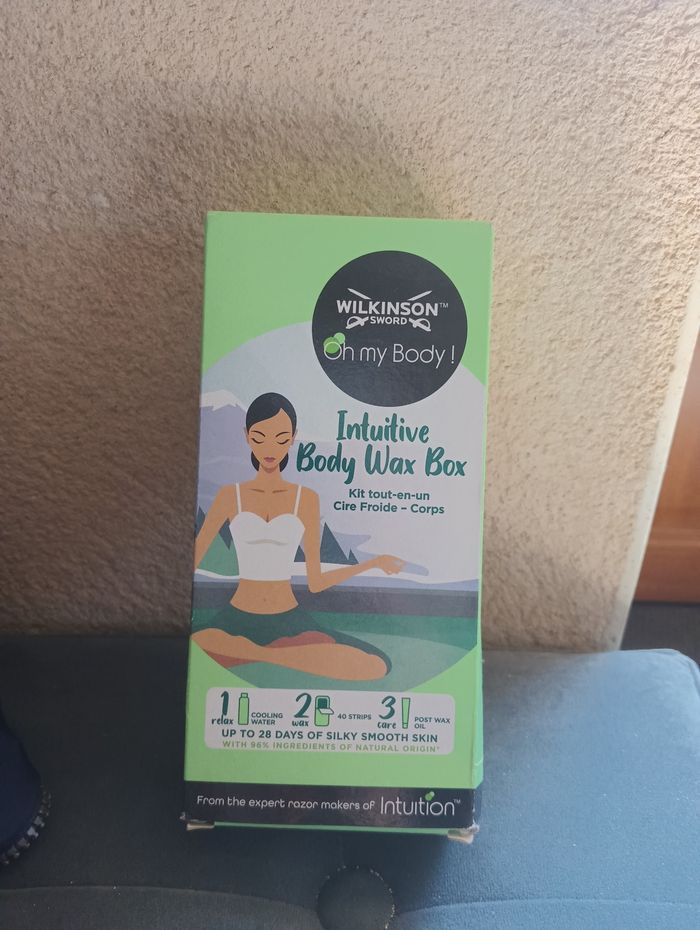 WILKINSON™
SWORD
Oh my Body !
Intuitive
Body Wax Box
Kit tout-en-un
Cire Froide – Corps
1 relax COOLING WATER
2 wax 40 STRIPS
3 care POST WAX OIL
UP TO 28 DAYS OF SILKY SMOOTH SKIN
WITH 96% INGREDIENTS OF NATURAL ORIGIN*
From the expert razor makers of Intuition™